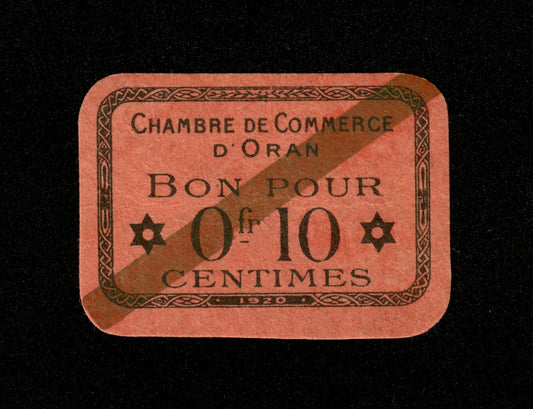 CHAMBRE DE COMMERCE
D'ORAN
BON POUR
0fr 10
CENTIMES
1920